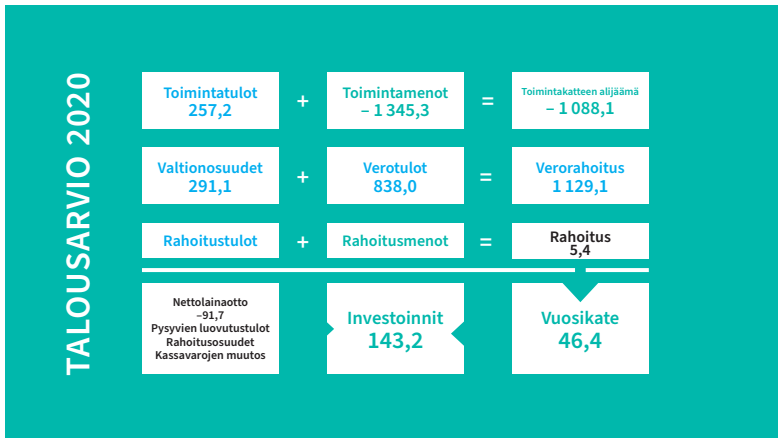 TALOUSARVIO 2020
Toimintatulot
257,2
+
Toimintamenot
– 1 345,3
=
Toimintakatteen alijäämä
– 1 088,1
Valtionosuudet
291,1
+
Verotulot
838,0
=
Verorahoitus
1 129,1
Rahoitustulot
+
Rahoitusmenot
=
Rahoitus
5,4
Nettolainaotto
–91,7
Pysyvien luovutustulot
Rahoitusosuudet
Kassavarojen muutos
Investoinnit
143,2
Vuosikate
46,4